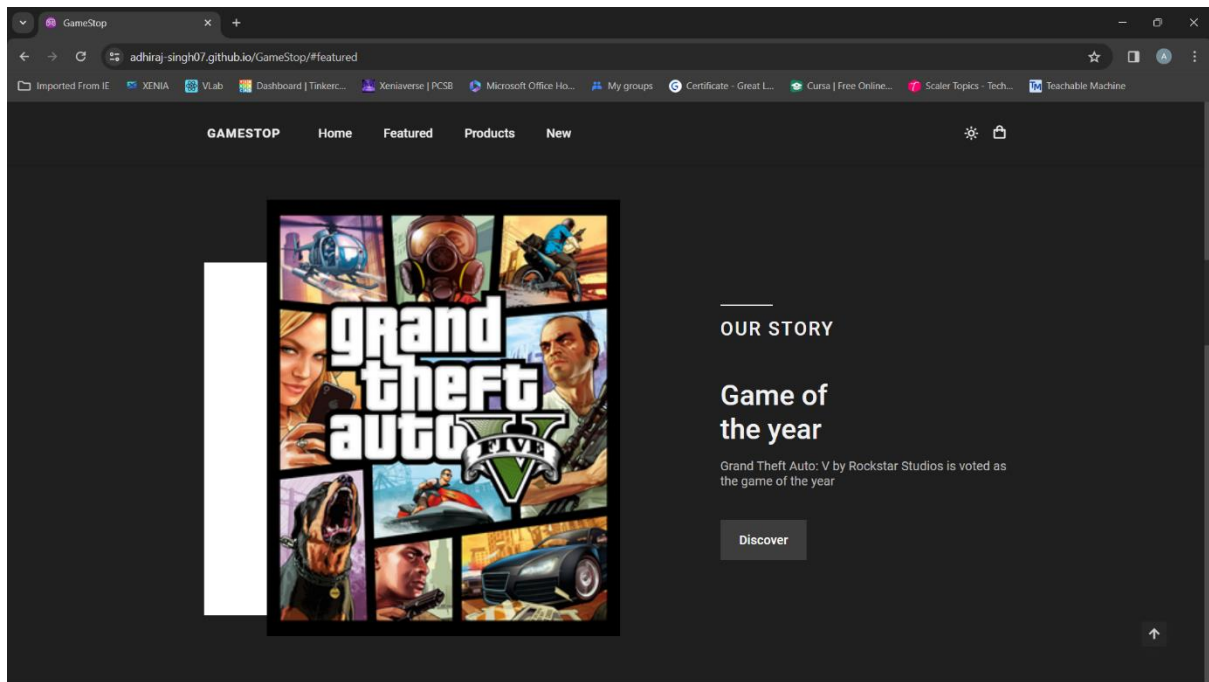 GameStop
adhiraj-singh07.github.io/GameStop/#featured
A
Imported From IE XENIA VLab Dashboard | Tinkerc... Xeniaverse | PCSB Microsoft Office Ho... My groups Certificate - Great L... Cursa | Free Online... Scaler Topics - Tech... TM Teachable Machine
GAMESTOP Home Featured Products New
grand
theft
auto
V
FIVE
OUR STORY
Game of
the year
Grand Theft Auto: V by Rockstar Studios is voted as
the game of the year
Discover